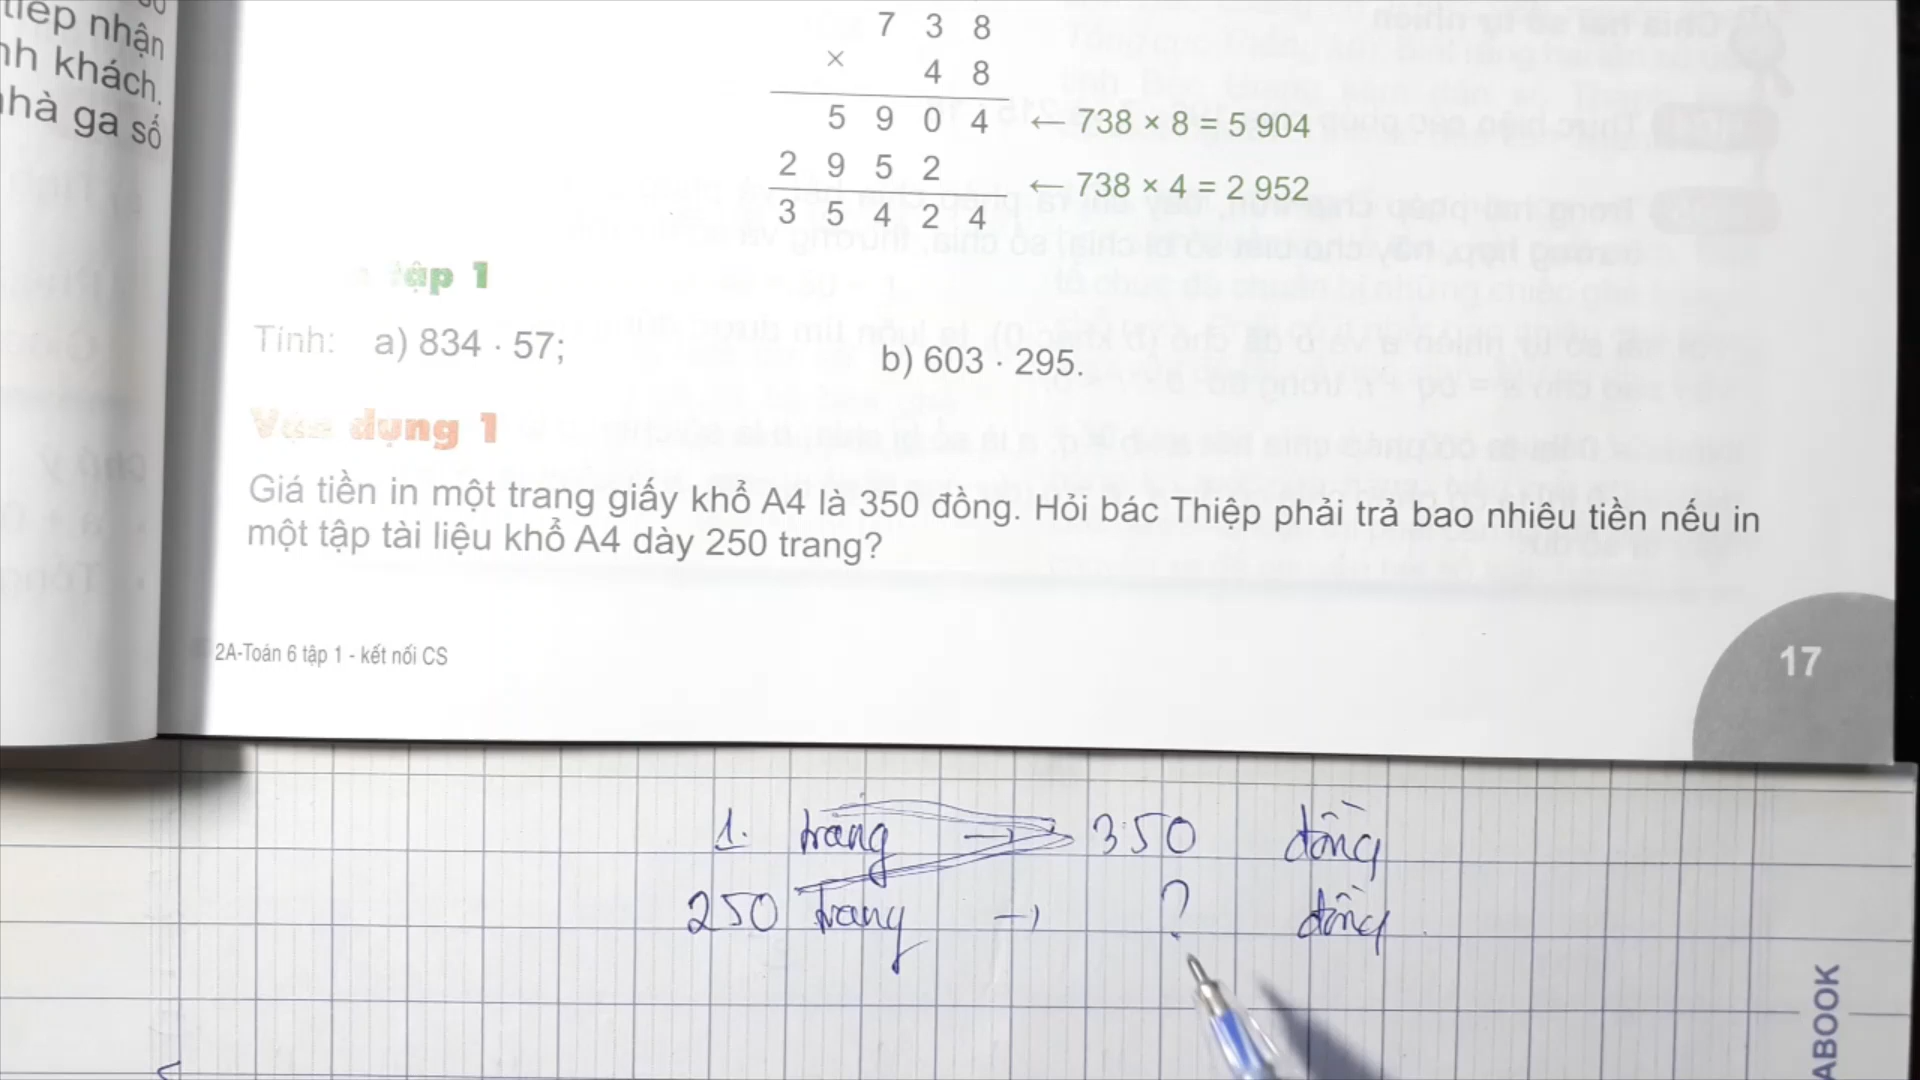 tiếp nhận
nh khách.
nhà ga số
7 3 8
× 4 8
5 9 0 4 ← 738 × 8 = 5 904
2 9 5 2 ← 738 × 4 = 2 952
3 5 4 2 4
tập 1
Tính: a) 834 · 57; b) 603 · 295.
Vận dụng 1
Giá tiền in một trang giấy khổ A4 là 350 đồng. Hỏi bác Thiệp phải trả bao nhiêu tiền nếu in
một tập tài liệu khổ A4 dày 250 trang?
2A-Toán 6 tập 1 - kết nối CS
17
1 trang → 350 đồng
250 trang → ? đồng
ABOOK